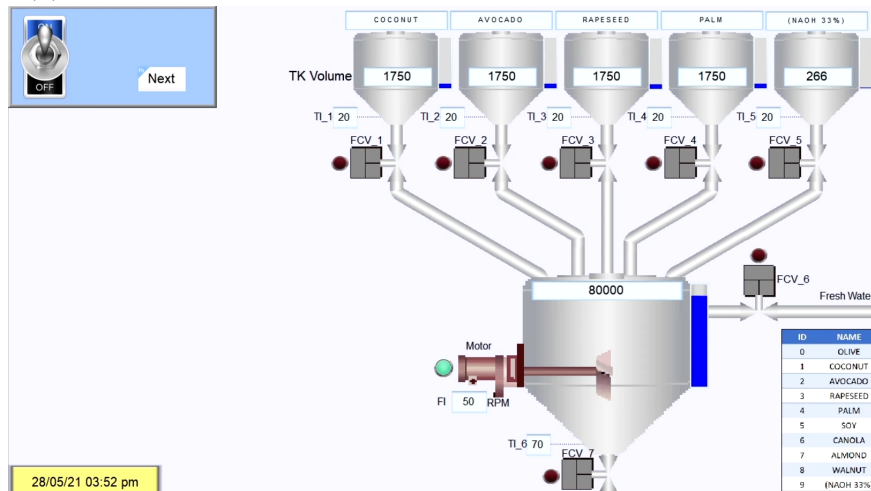 ON
OFF
Next
COCONUT
AVOCADO
RAPESEED
PALM
(NAOH 33%)
TK Volume
1750
1750
1750
1750
266
TI_1 20
TI_2 20
TI_3 20
TI_4 20
TI_5 20
FCV_1
FCV_2
FCV_3
FCV_4
FCV_5
80000
FCV_6
Fresh Wate
Motor
FI 50 RPM
TI_6 70
FCV_7
ID NAME
0 OLIVE
1 COCONUT
2 AVOCADO
3 RAPESEED
4 PALM
5 SOY
6 CANOLA
7 ALMOND
8 WALNUT
9 (NAOH 33%
28/05/21 03:52 pm